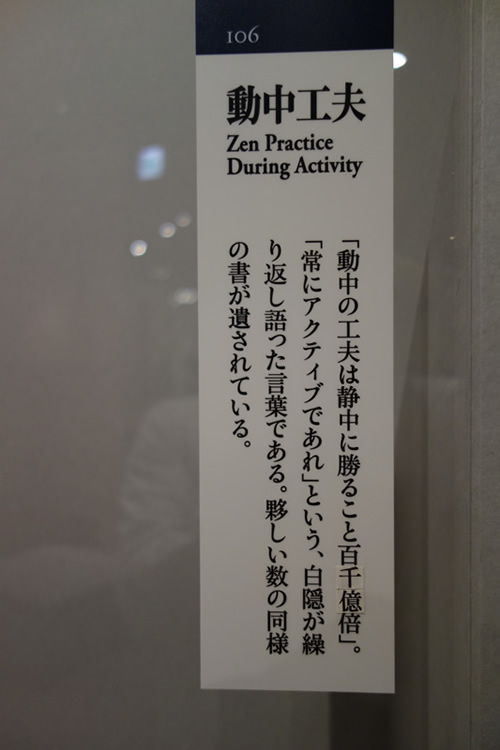 106
動中工夫
Zen Practice
During Activity
「動中の工夫は静中に勝ること百千億倍」。
「常にアクティブであれ」という、白隠が繰
り返し語った言葉である。夥しい数の同様
の書が遺されている。